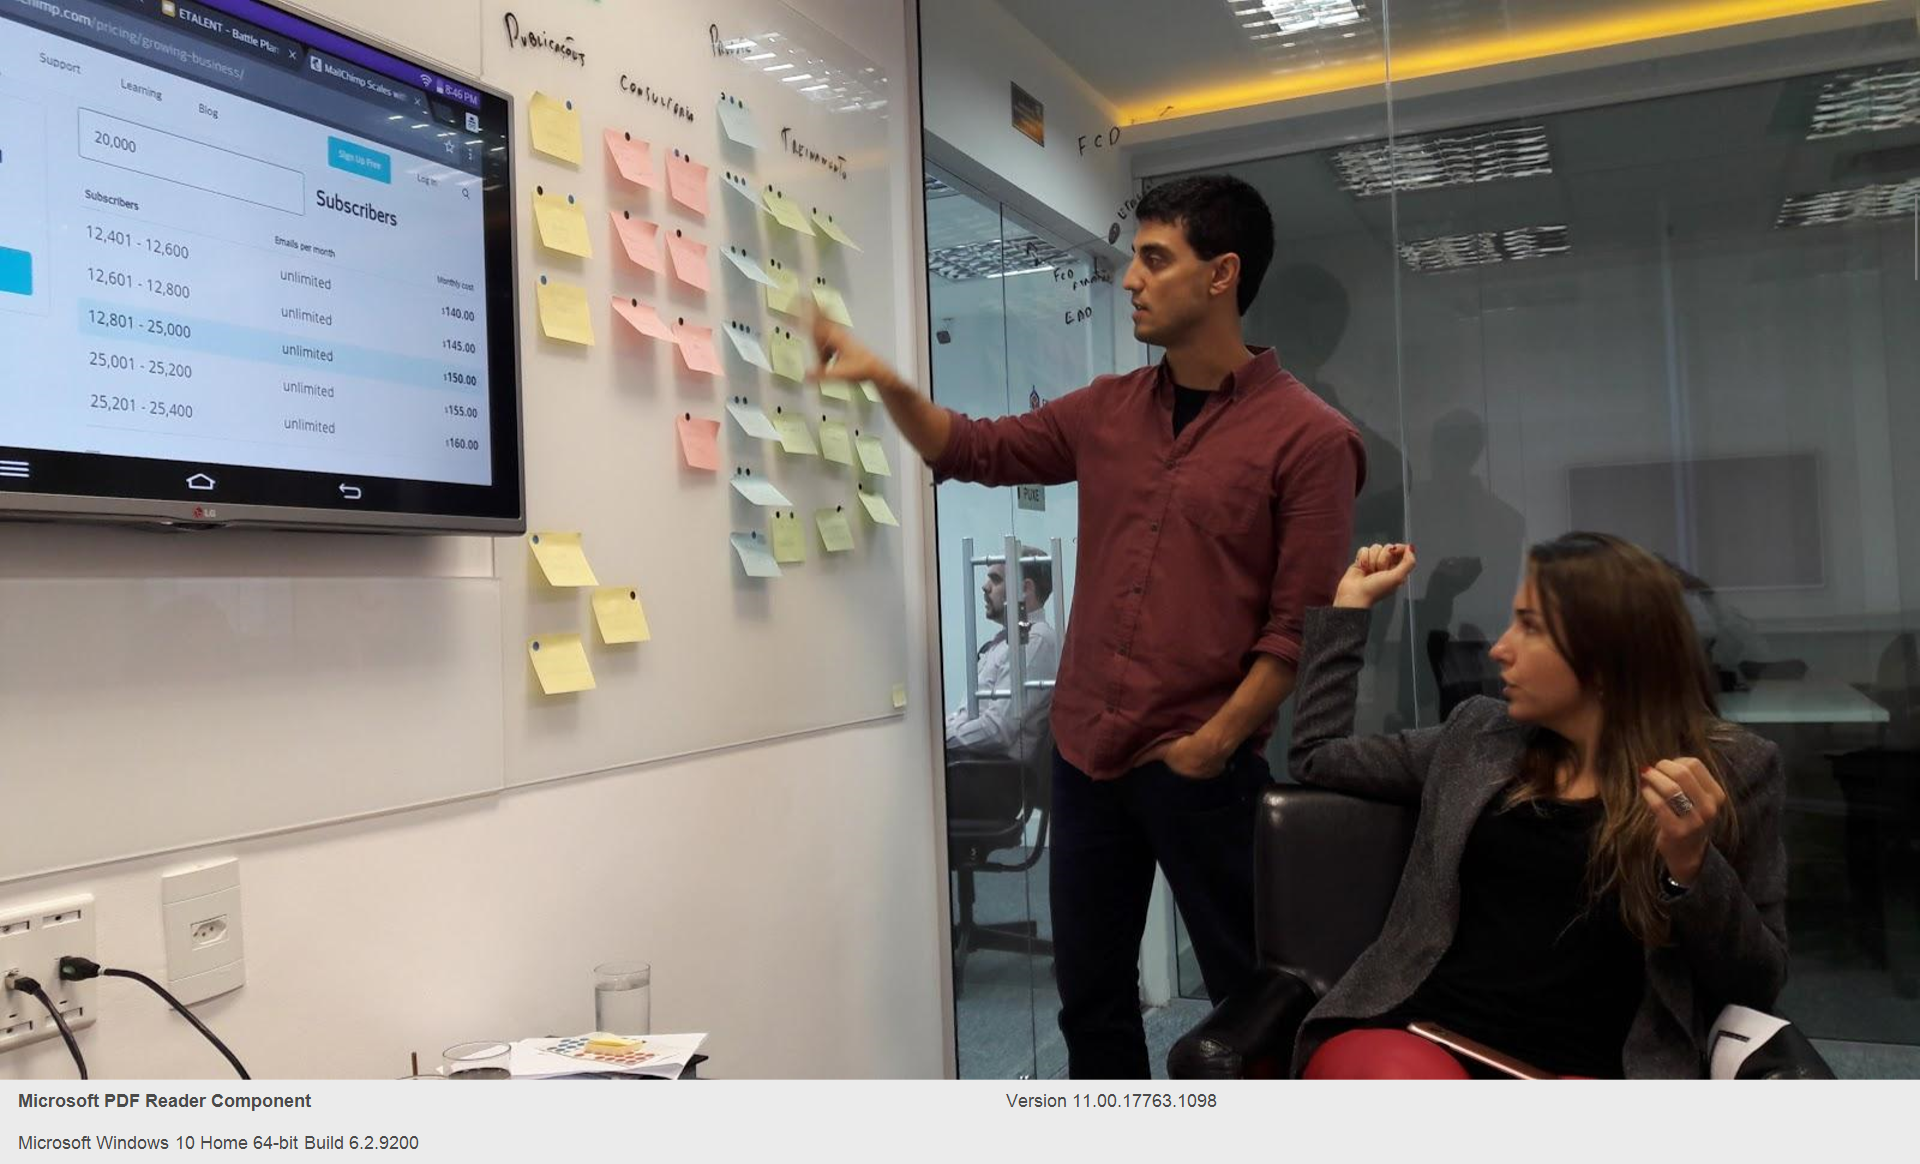 himp.com/pricing/growing-business/
ETALENT - Battle Plan
MailChimp Scales with
8:46 PM
Support
Learning
Blog
Sign Up Free
Log In
20,000
Subscribers
Subscribers
Emails per month
Monthly cost
12,401 - 12,600 unlimited $140.00
12,601 - 12,800 unlimited $145.00
12,801 - 25,000 unlimited $150.00
25,001 - 25,200 unlimited $155.00
25,201 - 25,400 unlimited $160.00
LG
PUBLICAÇÕES
CONSULTORIA
TREINAMENTO
FCD
FCD
EAD
PUXE
Microsoft PDF Reader Component
Version 11.00.17763.1098
Microsoft Windows 10 Home 64-bit Build 6.2.9200